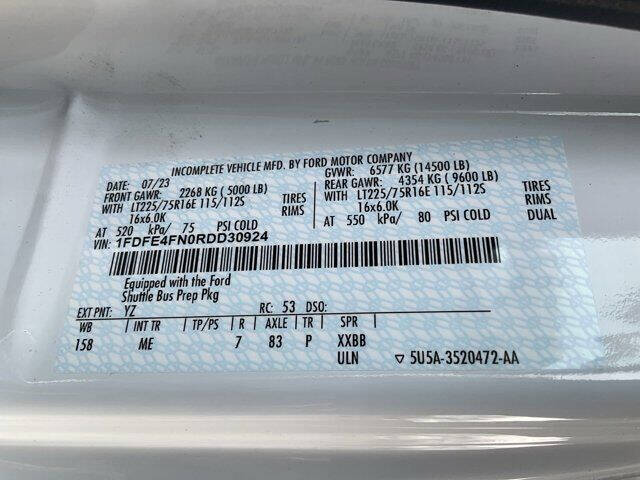 INCOMPLETE VEHICLE MFD. BY FORD MOTOR COMPANY
DATE: 07/23 GVWR: 6577 KG (14500 LB)
FRONT GAWR: 2268 KG (5000 LB) REAR GAWR: 4354 KG (9600 LB)
WITH LT225/75R16E 115/112S TIRES WITH LT225/75R16E 115/112S TIRES
16x6.0K RIMS 16x6.0K RIMS
AT 520 kPa/ 75 PSI COLD AT 550 kPa/ 80 PSI COLD DUAL
VIN: 1FDFE4FN0RDD30924
Equipped with the Ford
Shuttle Bus Prep Pkg
EXT PNT: YZ RC: 53 DSO:
WB INT TR TP/PS R AXLE TR SPR
158 ME 7 83 P XXBB
ULN ▽ 5U5A-3520472-AA